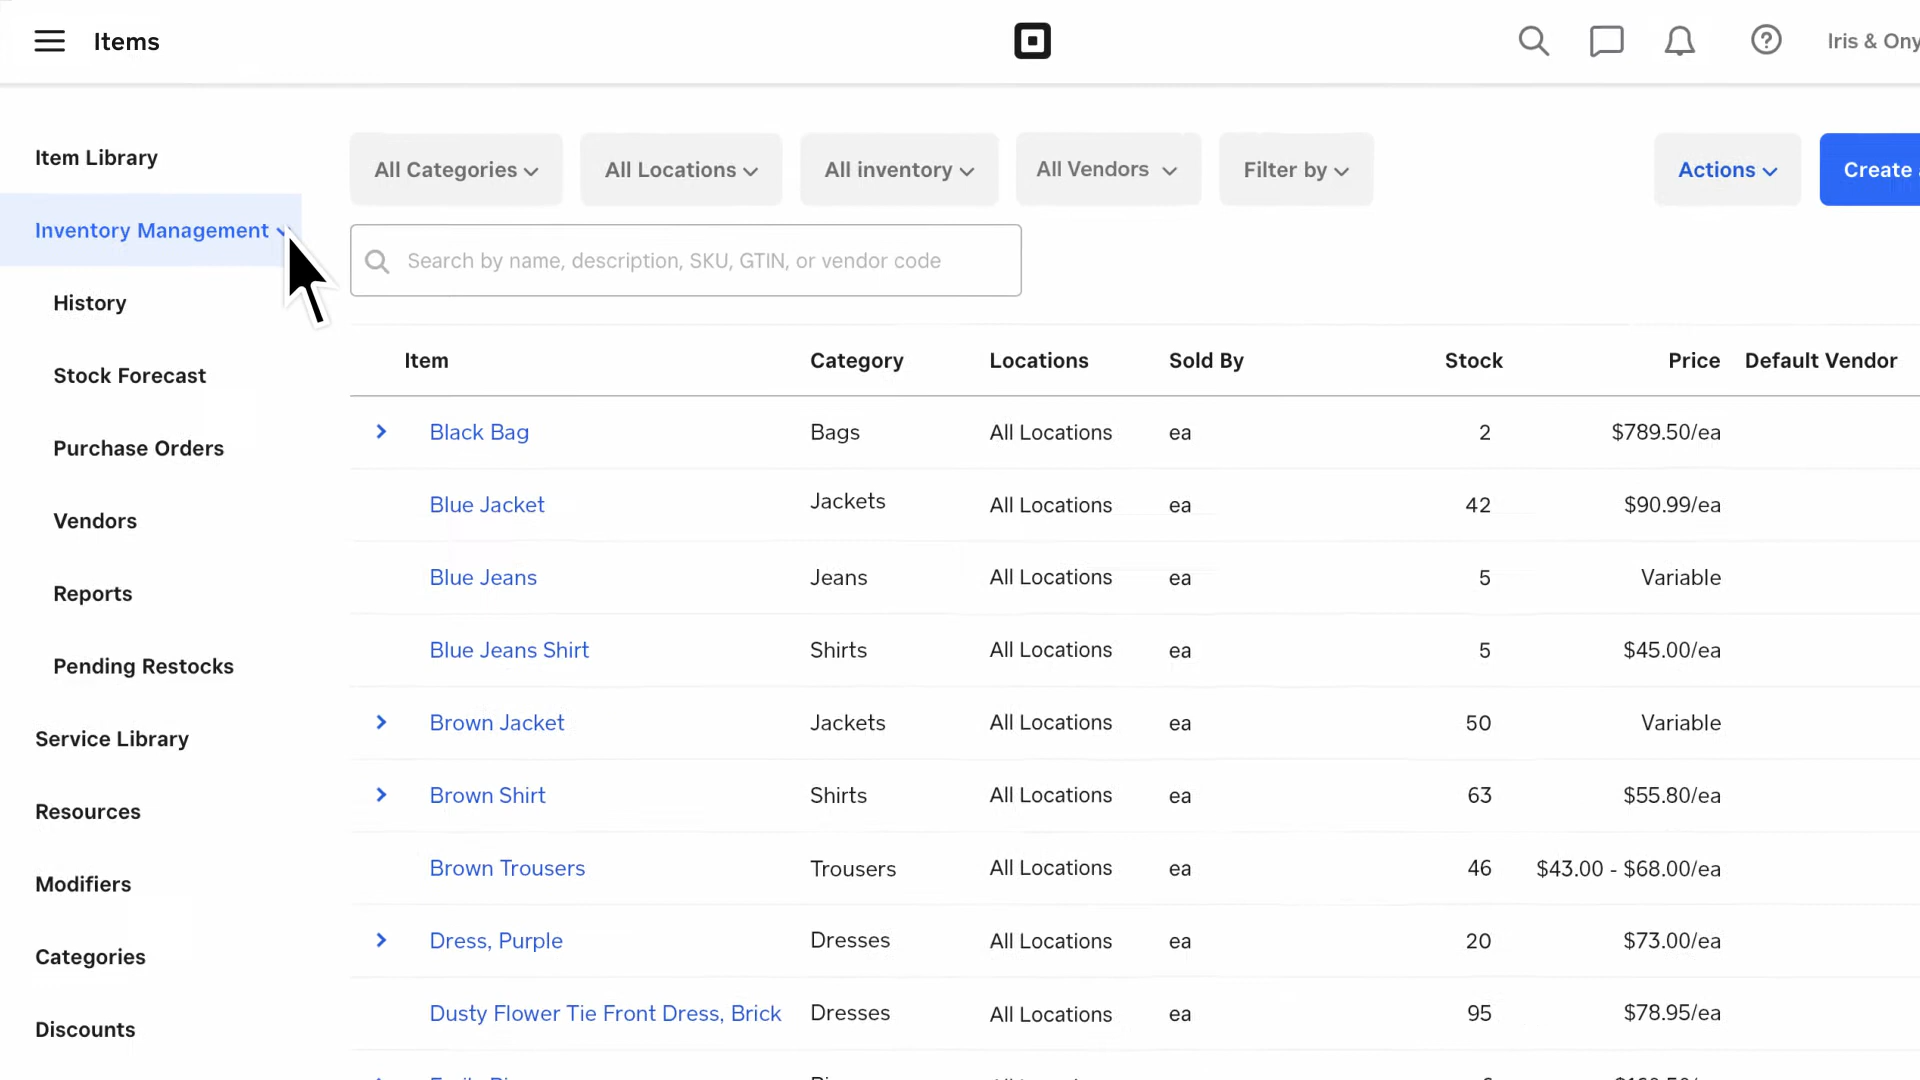 Items
Iris & Ony
Item Library
Inventory Management
History
Stock Forecast
Purchase Orders
Vendors
Reports
Pending Restocks
Service Library
Resources
Modifiers
Categories
Discounts
All Categories
All Locations
All inventory
All Vendors
Filter by
Actions
Create
Search by name, description, SKU, GTIN, or vendor code
Item Category Locations Sold By Stock Price Default Vendor
Black Bag Bags All Locations ea 2 $789.50/ea
Blue Jacket Jackets All Locations ea 42 $90.99/ea
Blue Jeans Jeans All Locations ea 5 Variable
Blue Jeans Shirt Shirts All Locations ea 5 $45.00/ea
Brown Jacket Jackets All Locations ea 50 Variable
Brown Shirt Shirts All Locations ea 63 $55.80/ea
Brown Trousers Trousers All Locations ea 46 $43.00 - $68.00/ea
Dress, Purple Dresses All Locations ea 20 $73.00/ea
Dusty Flower Tie Front Dress, Brick Dresses All Locations ea 95 $78.95/ea